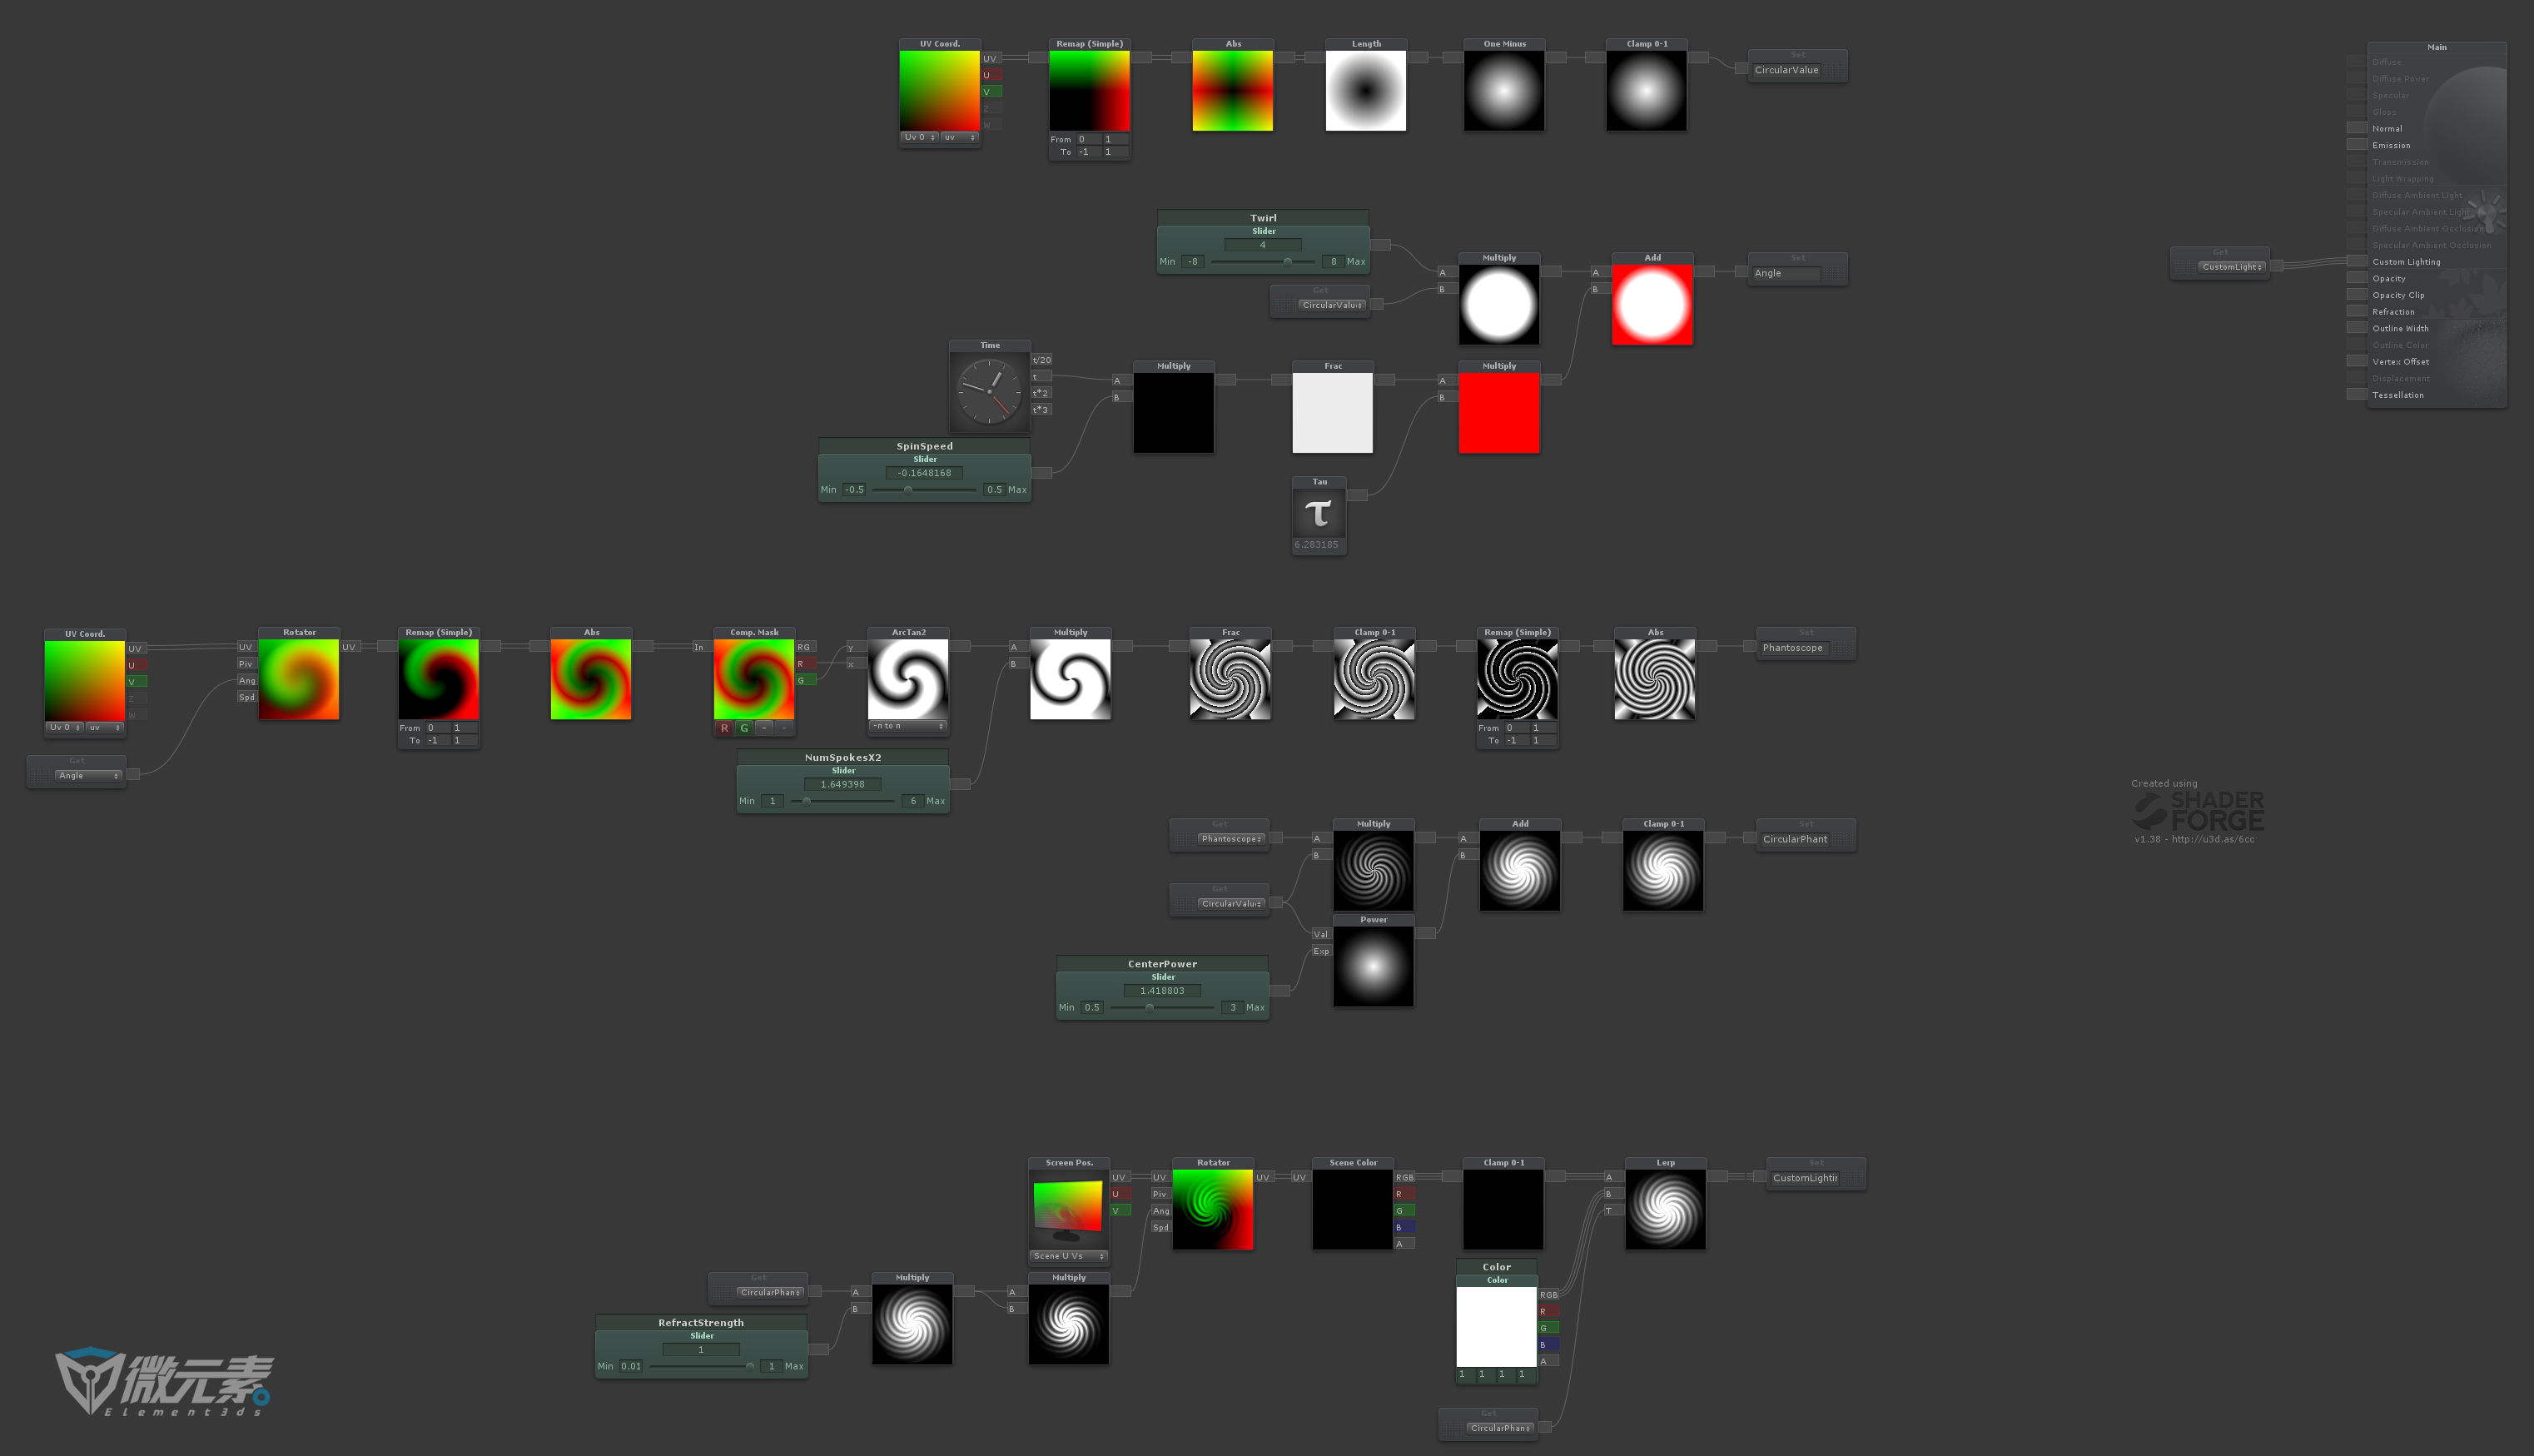 UV Coord.
UV
U
V
Z
W
Uv 0
uv
Remap (Simple)
From 0 1
To -1 1
Abs
Length
One Minus
Clamp 0-1
Set
CircularValue
Main
Diffuse
Diffuse Power
Specular
Gloss
Normal
Emission
Transmission
Light Wrapping
Diffuse Ambient Light
Specular Ambient Light
Diffuse Ambient Occlusion
Specular Ambient Occlusion
Custom Lighting
Opacity
Opacity Clip
Refraction
Outline Width
Outline Color
Vertex Offset
Displacement
Tessellation
Get
CustomLight
Twirl
Slider
4
Min -8 8 Max
Get
CircularValu
Multiply
A
B
Add
A
B
Set
Angle
Time
t/20
t
t*2
t*3
Multiply
A
B
Frac
Multiply
A
B
SpinSpeed
Slider
-0.1648168
Min -0.5 0.5 Max
Tau
τ
6.283185
UV Coord.
UV
U
V
Z
W
Uv 0
uv
Get
Angle
Rotator
UV
Piv
Ang
Spd
UV
Remap (Simple)
From 0 1
To -1 1
Abs
Comp. Mask
In
RG
R
G
R G - -
ArcTan2
y
x
-π to π
Multiply
A
B
NumSpokesX2
Slider
1.649398
Min 1 6 Max
Frac
Clamp 0-1
Remap (Simple)
From 0 1
To -1 1
Abs
Set
Phantoscope
Created using
SHADER
FORGE
v1.38 - http://u3d.as/6cc
Get
Phantoscope
Get
CircularValu
Multiply
A
B
Power
Val
Exp
Add
A
B
Clamp 0-1
Set
CircularPhant
CenterPower
Slider
1.418803
Min 0.5 3 Max
Screen Pos.
UV
U
V
Scene U Vs
Rotator
UV
Piv
Ang
Spd
UV
Scene Color
UV
RGB
R
G
B
A
Clamp 0-1
Lerp
A
B
T
Set
CustomLightir
Get
CircularPhan
Multiply
A
B
Multiply
A
B
RefractStrength
Slider
1
Min 0.01 1 Max
Color
Color
RGB
R
G
B
A
1 1 1 1
Get
CircularPhan
微元素
Element3ds